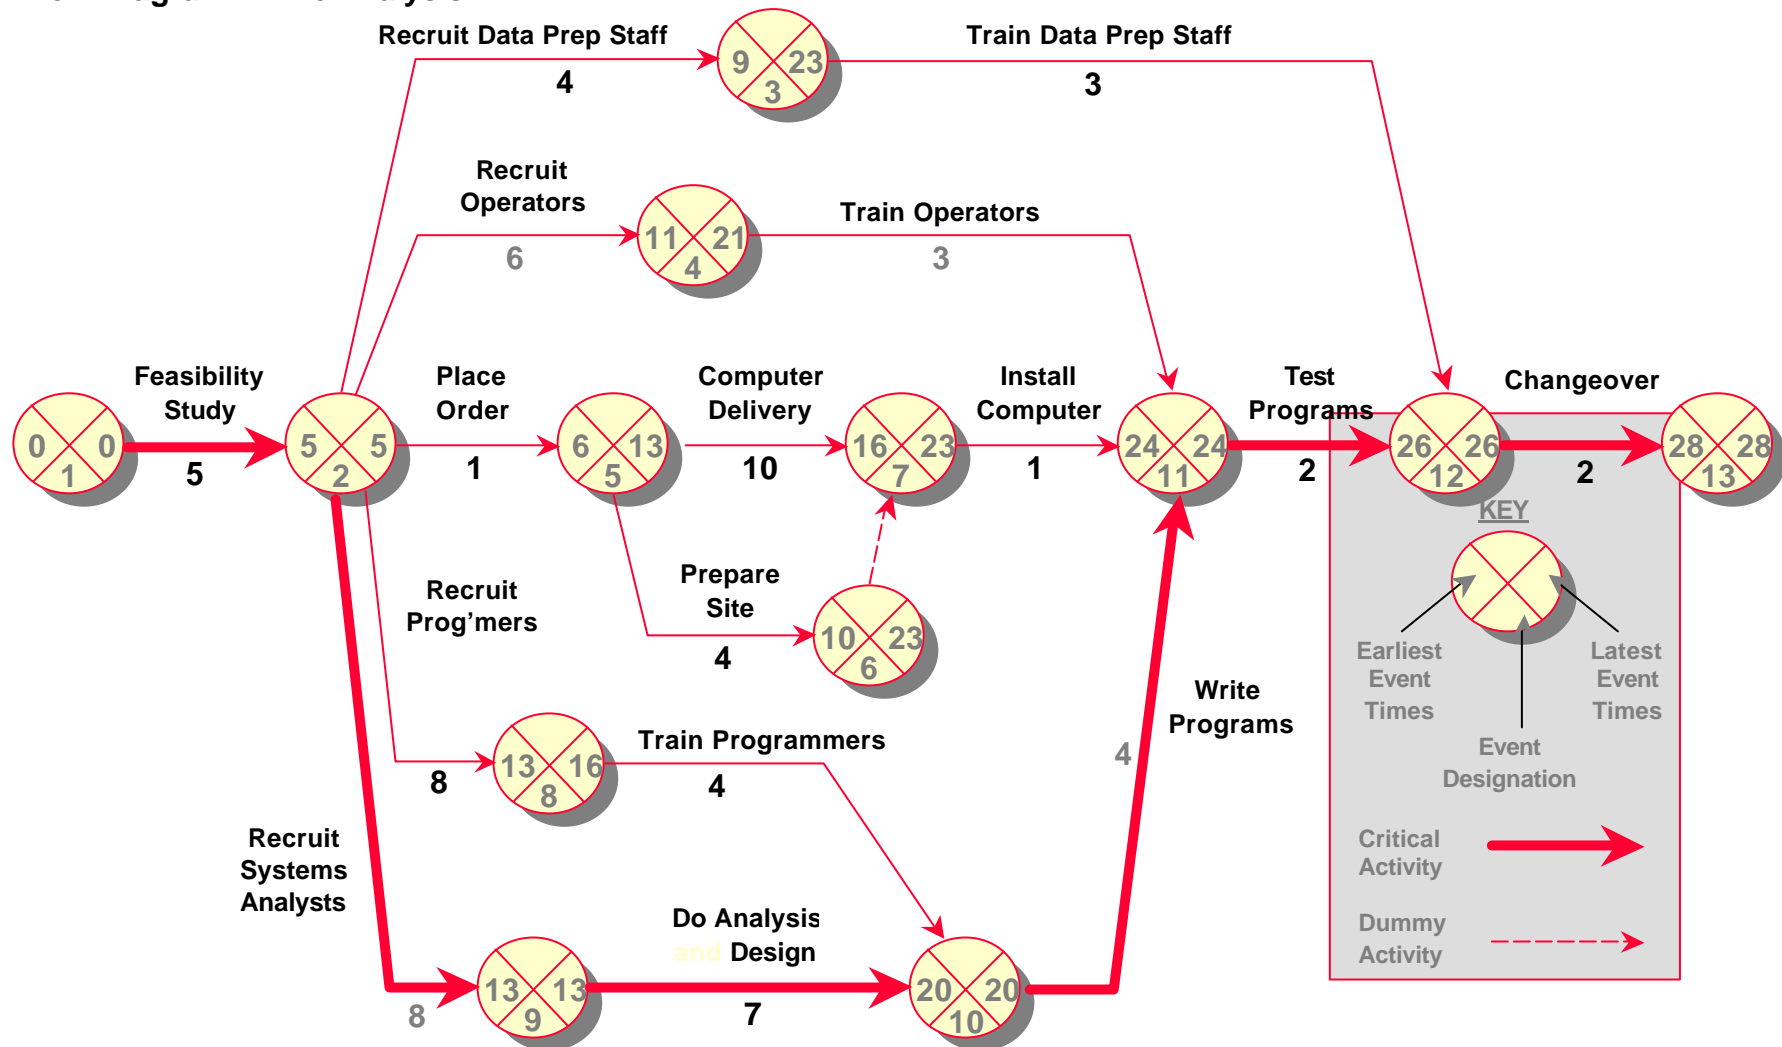 Recruit Data Prep Staff
4
9
23
3
Train Data Prep Staff
3
Recruit
Operators
6
11
21
4
Train Operators
3
Feasibility
Study
5
0
0
1
5
5
2
Place
Order
1
6
13
5
Computer
Delivery
10
16
23
7
Install
Computer
1
24
24
11
Test
Programs
2
26
26
12
Changeover
2
28
28
13
Recruit
Prog'mers
8
Prepare
Site
4
10
23
6
13
16
8
Train Programmers
4
Write
Programs
4
Recruit
Systems
Analysts
8
13
13
9
Do Analysis
and Design
7
20
20
10
KEY
Earliest
Event
Times
Latest
Event
Times
Event
Designation
Critical
Activity
Dummy
Activity